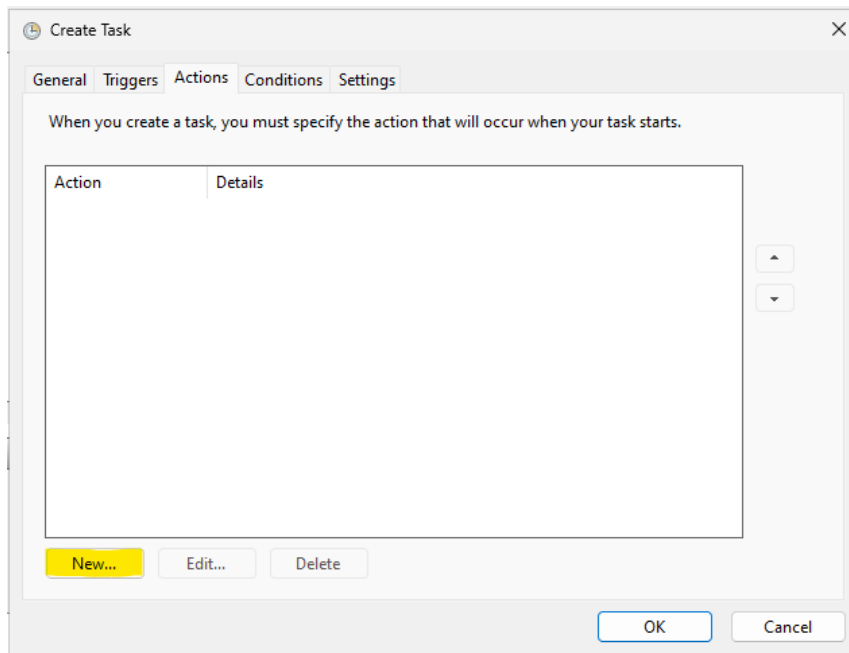 Create Task
General Triggers Actions Conditions Settings
When you create a task, you must specify the action that will occur when your task starts.
Action Details
New... Edit... Delete
OK Cancel